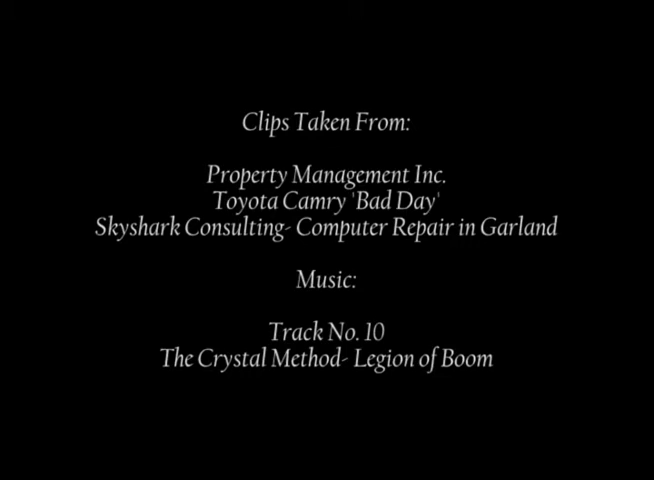 Clips Taken From:
Property Management Inc.
Toyota Camry 'Bad Day'
Skyshark Consulting- Computer Repair in Garland
Music:
Track No. 10
The Crystal Method- Legion of Boom